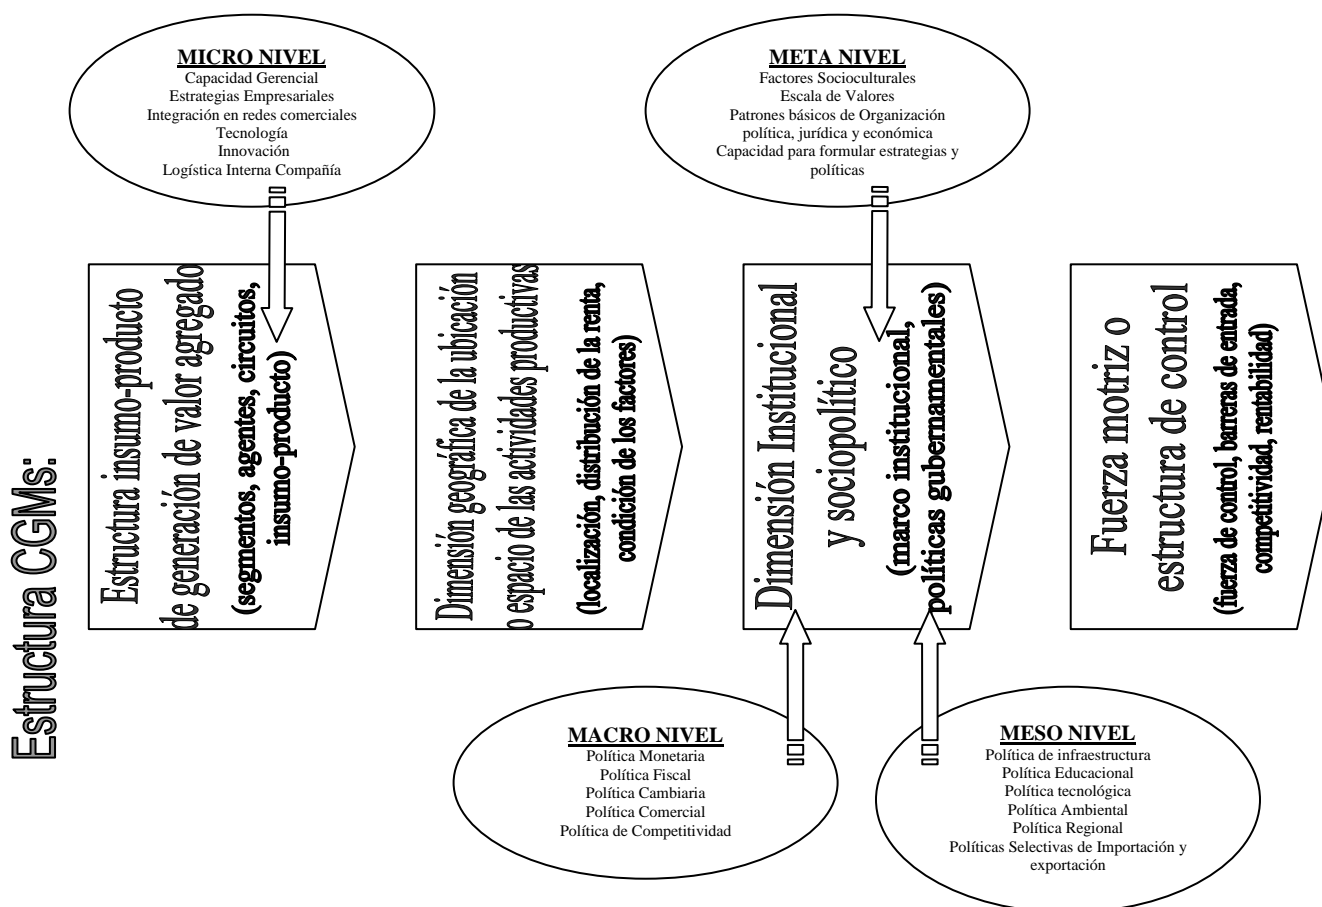 MICRO NIVEL
Capacidad Gerencial
Estrategias Empresariales
Integración en redes comerciales
Tecnología
Innovación
Logística Interna Compañía
META NIVEL
Factores Socioculturales
Escala de Valores
Patrones básicos de Organización
política, jurídica y económica
Capacidad para formular estrategias y
políticas
Estructura CGMs:
Estructura insumo-producto
de generación de valor agregado
(segmentos, agentes, circuitos,
insumo-producto)
Dimensión geográfica de la ubicación
o espacio de las actividades productivas
(localización, distribución de la renta,
condición de los factores)
Dimensión Institucional
y sociopolítico
(marco institucional,
políticas gubernamentales)
Fuerza motriz o
estructura de control
(fuerza de control, barreras de entrada,
competitividad, rentabilidad)
MACRO NIVEL
Política Monetaria
Política Fiscal
Política Cambiaria
Política Comercial
Política de Competitividad
MESO NIVEL
Política de infraestructura
Política Educacional
Política tecnológica
Política Ambiental
Política Regional
Políticas Selectivas de Importación y
exportación